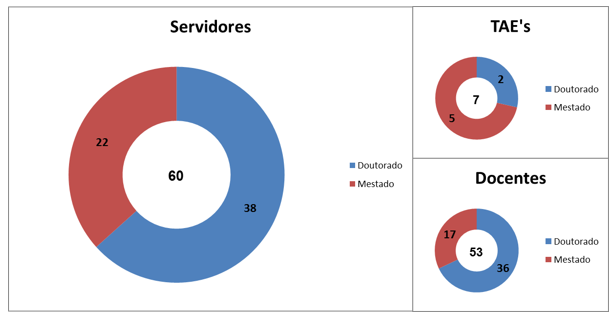 Servidores
22
60
38
Doutorado
Mestado
TAE's
2
7
5
Doutorado
Mestado
Docentes
17
53
36
Doutorado
Mestado